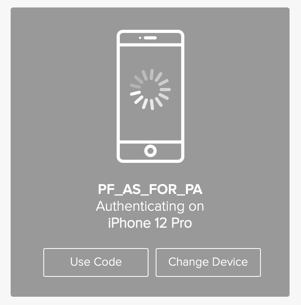 PF_AS_FOR_PA
Authenticating on
iPhone 12 Pro
Use Code
Change Device